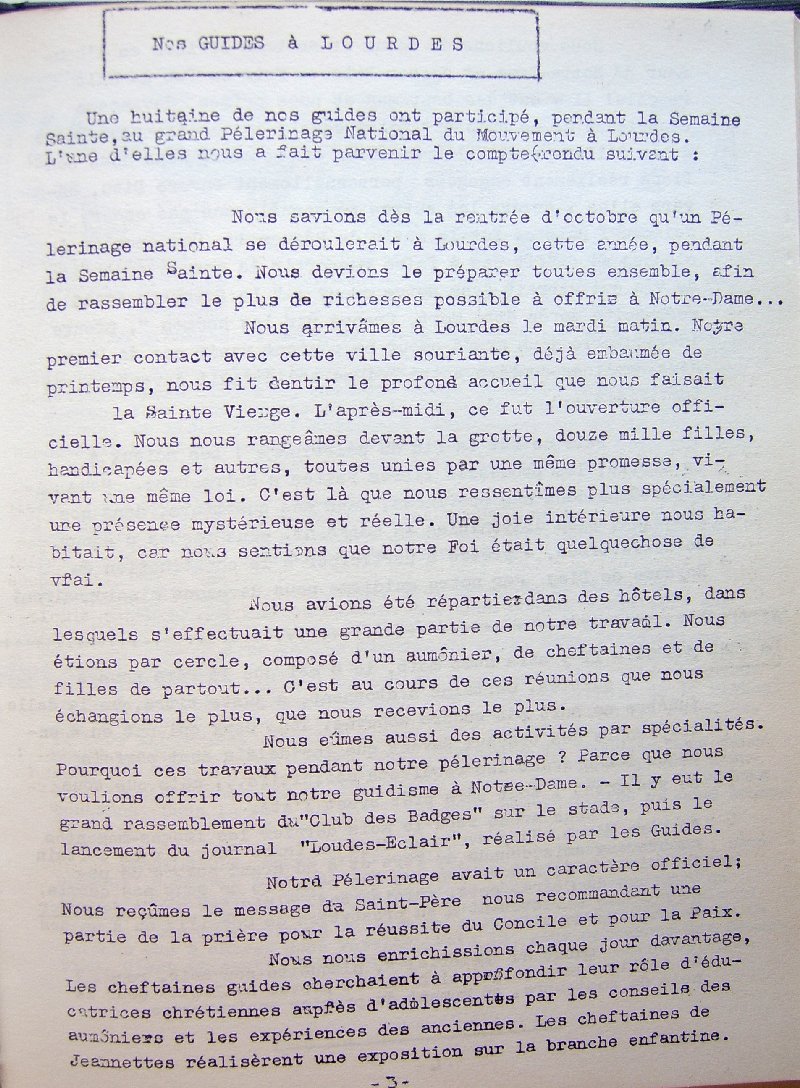 Nos GUIDES à LOURDES
Une huitaine de nos guides ont participé, pendant la Semaine
Sainte, au grand Pélerinage National du Mouvement à Lourdes.
L'une d'elles nous a fait parvenir le compte(rondu suivant :
Nous savions dès la rentrée d'octobre qu'un Pé-
lerinage national se déroulerait à Lourdes, cette année, pendant
la Semaine Sainte. Nous devions le préparer toutes ensemble, afin
de rassembler le plus de richesses possible à offrir à Notre-Dame...
Nous arrivâmes à Lourdes le mardi matin. Notre
premier contact avec cette ville souriante, déjà embaumée de
printemps, nous fit dentir le profond accueil que nous faisait
la Sainte Vierge. L'après-midi, ce fut l'ouverture offi-
cielle. Nous nous rangeâmes devant la grotte, douze mille filles,
handicapées et autres, toutes unies par une même promesse, vi-
vant une même loi. C'est là que nous ressentîmes plus spécialement
une présence mystérieuse et réelle. Une joie intérieure nous ha-
bitait, car nous sentions que notre Foi était quelquechose de
vrai.
Nous avions été réparties dans des hôtels, dans
lesquels s'effectuait une grande partie de notre travail. Nous
étions par cercle, composé d'un aumônier, de cheftaines et de
filles de partout... C'est au cours de ces réunions que nous
échangions le plus, que nous recevions le plus.
Nous eûmes aussi des activités par spécialités.
Pourquoi ces travaux pendant notre pélerinage ? Parce que nous
voulions offrir tout notre guidisme à Notre-Dame. - Il y eut le
grand rassemblement du"Club des Badges" sur le stade, puis le
lancement du journal "Loudes-Eclair", réalisé par les Guides.
Notre Pélerinage avait un caractère officiel;
Nous reçûmes le message du Saint-Père nous recommandant une
partie de la prière pour la réussite du Concile et pour la Paix.
Nous nous enrichissions chaque jour davantage,
Les cheftaines guides cherchaient à approfondir leur rôle d'édu-
catrices chrétiennes auprès d'adolescentes par les conseils des
aumôniers et les expériences des anciennes. Les cheftaines de
Jeannettes réalisèrent une exposition sur la branche enfantine.
-3-